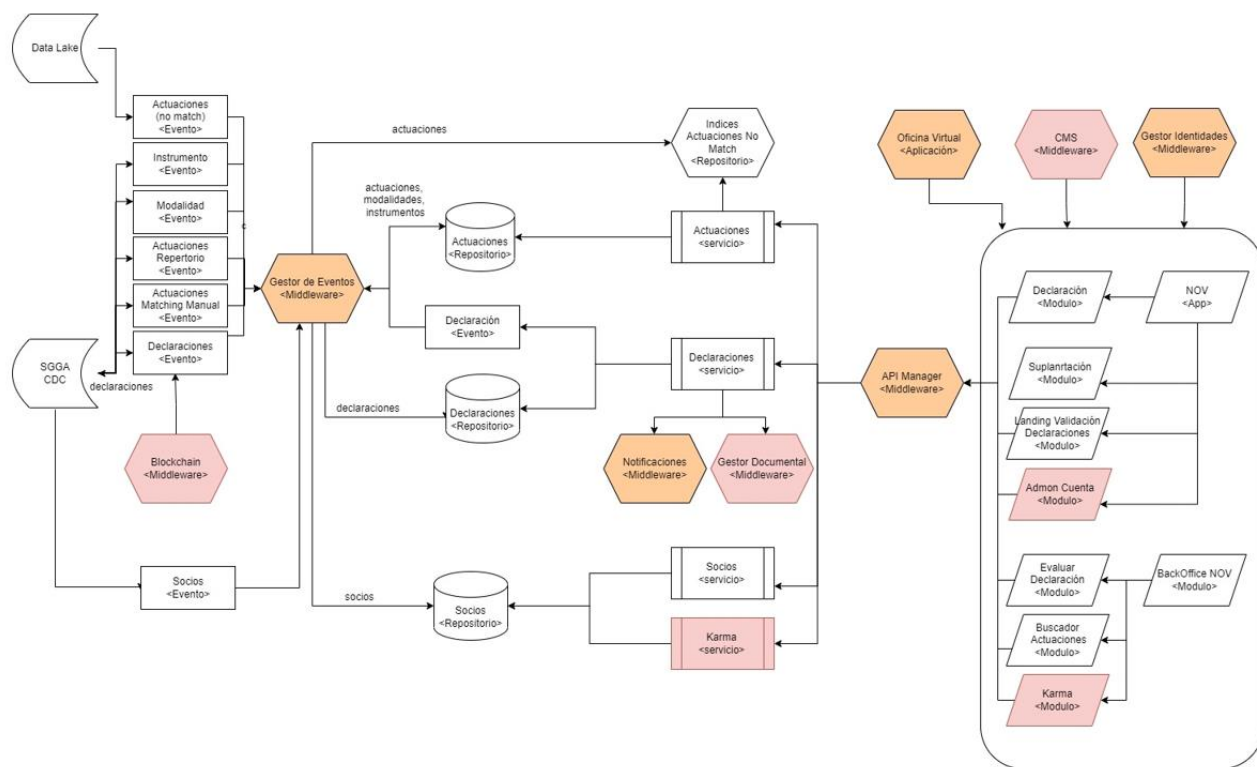 Data Lake
Actuaciones
(no match)
<Evento>
Instrumento
<Evento>
Modalidad
<Evento>
Actuaciones
Repertorio
<Evento>
Actuaciones
Matching Manual
<Evento>
Declaraciones
<Evento>
SGGA
CDC
declaraciones
Blockchain
<Middleware>
Socios
<Evento>
c
Gestor de Eventos
<Middleware>
actuaciones
actuaciones,
modalidades,
instrumentos
Actuaciones
<Repositorio>
Declaración
<Evento>
declaraciones
Declaraciones
<Repositorio>
socios
Socios
<Repositorio>
Indices
Actuaciones No
Match
<Repositorio>
Actuaciones
<servicio>
Declaraciones
<servicio>
Notificaciones
<Middleware>
Gestor Documental
<Middleware>
Socios
<servicio>
Karma
<servicio>
API Manager
<Middleware>
Oficina Virtual
<Aplicación>
CMS
<Middleware>
Gestor Identidades
<Middleware>
Declaración
<Modulo>
NOV
<App>
Suplanrtación
<Modulo>
Landing Validación
Declaraciones
<Modulo>
Admon Cuenta
<Modulo>
Evaluar
Declaración
<Modulo>
BackOffice NOV
<Modulo>
Buscador
Actuaciones
<Modulo>
Karma
<Modulo>